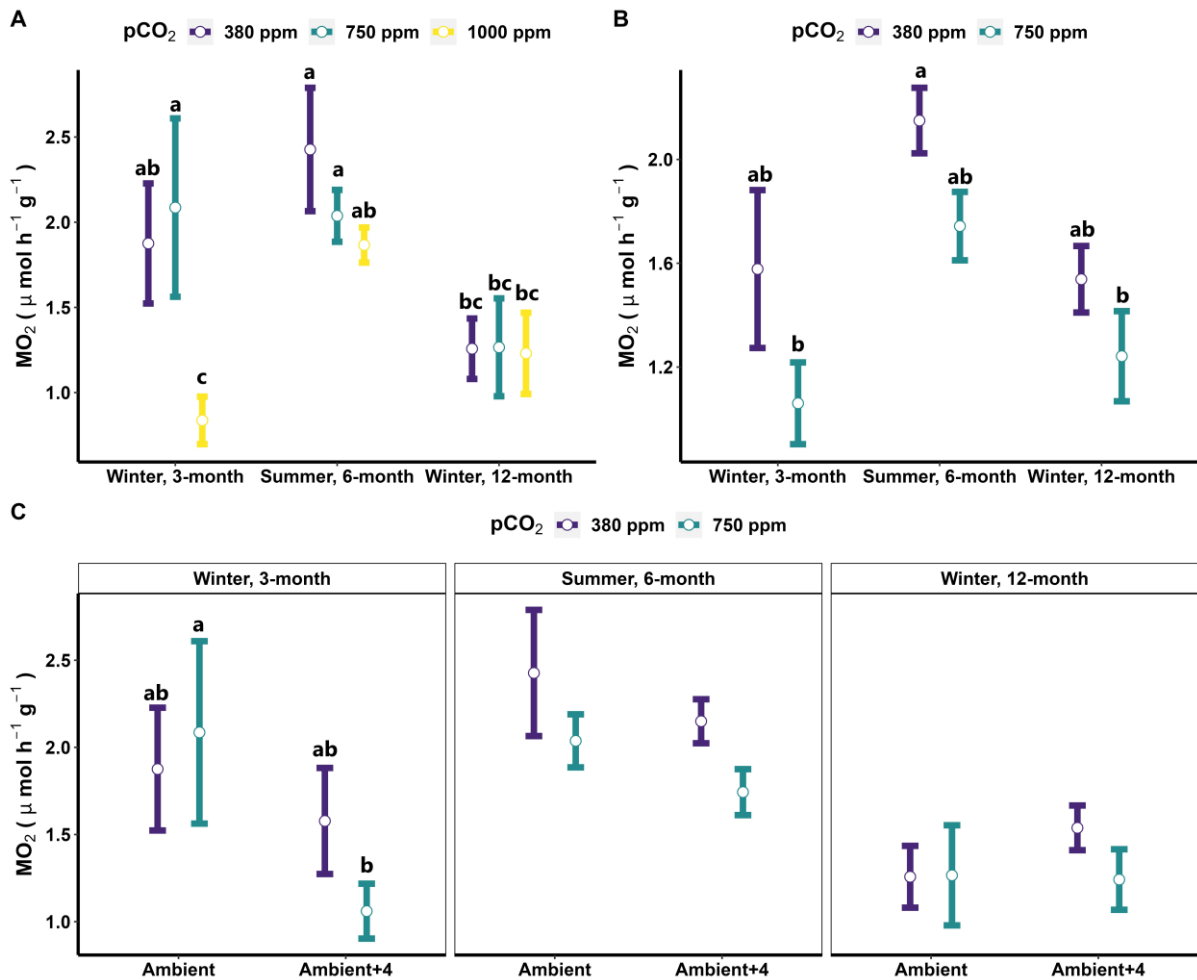 A
pCO₂ 380 ppm 750 ppm 1000 ppm
MO₂ ( μ mol h⁻¹ g⁻¹ )
2.5
2.0
1.5
1.0
ab
a
c
a
a
ab
bc
bc
bc
Winter, 3-month
Summer, 6-month
Winter, 12-month
B
pCO₂ 380 ppm 750 ppm
MO₂ ( μ mol h⁻¹ g⁻¹ )
2.0
1.6
1.2
ab
b
a
ab
ab
b
Winter, 3-month
Summer, 6-month
Winter, 12-month
C
pCO₂ 380 ppm 750 ppm
Winter, 3-month
Summer, 6-month
Winter, 12-month
MO₂ ( μ mol h⁻¹ g⁻¹ )
2.5
2.0
1.5
1.0
ab
a
ab
b
Ambient
Ambient+4
Ambient
Ambient+4
Ambient
Ambient+4